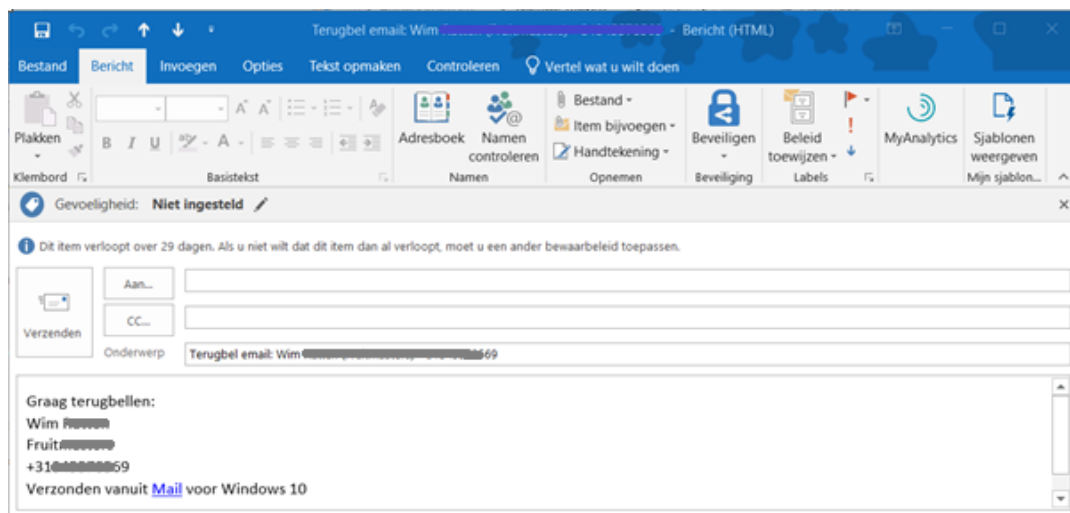 Terugbel email: Wim - Bericht (HTML)
Bestand Bericht Invoegen Opties Tekst opmaken Controleren Vertel wat u wilt doen
Plakken
B I U A
Adresboek Namen controleren
Bestand
Item bijvoegen
Handtekening
Beveiligen
Beleid toewijzen
MyAnalytics
Sjablonen weergeven
Klembord Basistekst Namen Opnemen Beveiliging Labels Mijn sjablon...
Gevoeligheid: Niet ingesteld
Dit item verloopt over 29 dagen. Als u niet wilt dat dit item dan al verloopt, moet u een ander bewaarbeleid toepassen.
Verzenden
Aan...
CC...
Onderwerp Terugbel email: Wim 69
Graag terugbellen:
Wim
Fruit
+31 69
Verzonden vanuit Mail voor Windows 10